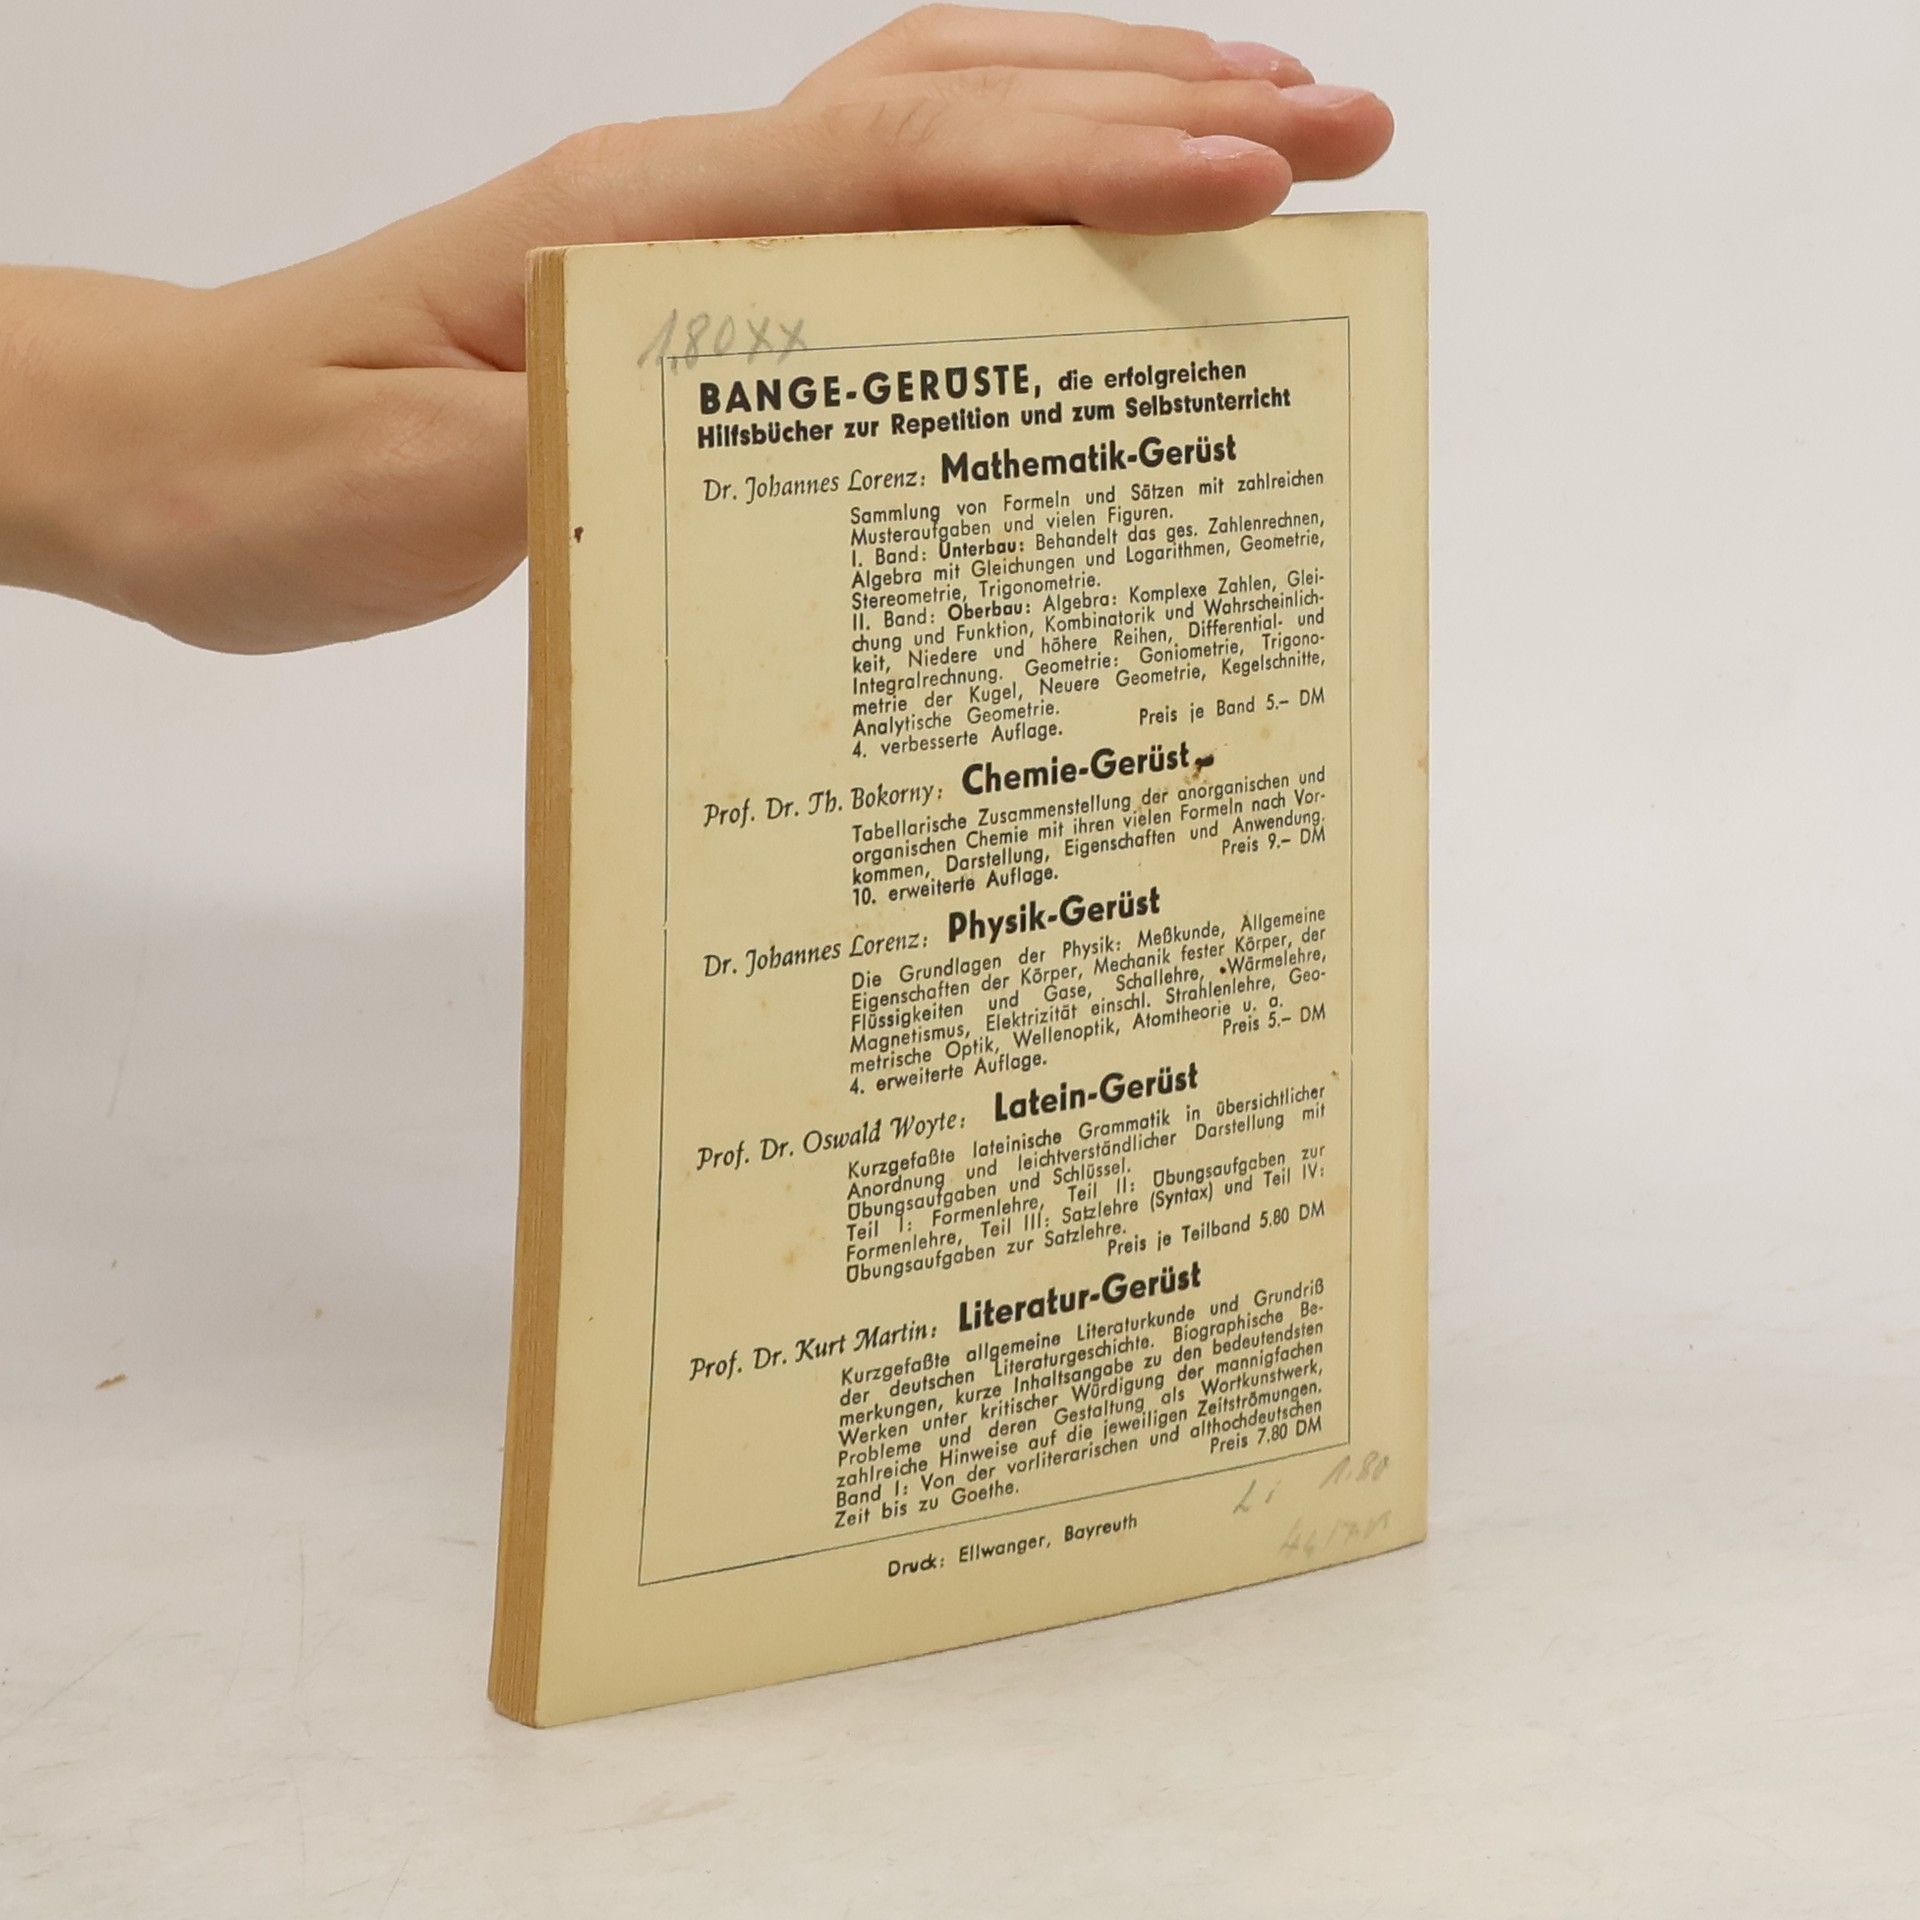 1,80 XX
BANGE-GERÜSTE, die erfolgreichen
Hilfsbücher zur Repetition und zum Selbstunterricht
Dr. Johannes Lorenz: Mathematik-Gerüst
Sammlung von Formeln und Sätzen mit zahlreichen
Musteraufgaben und vielen Figuren.
I. Band: Unterbau: Behandelt das ges. Zahlenrechnen,
Algebra mit Gleichungen und Logarithmen, Geometrie,
Stereometrie, Trigonometrie.
II. Band: Oberbau: Algebra: Komplexe Zahlen, Glei-
chung und Funktion, Kombinatorik und Wahrscheinlich-
keit, Niedere und höhere Reihen, Differential- und
Integralrechnung. Geometrie: Goniometrie, Trigono-
metrie der Kugel, Neuere Geometrie, Kegelschnitte,
Analytische Geometrie.
4. verbesserte Auflage. Preis je Band 5.– DM
Prof. Dr. Th. Bokorny: Chemie-Gerüst
Tabellarische Zusammenstellung der anorganischen und
organischen Chemie mit ihren vielen Formeln nach Vor-
kommen, Darstellung, Eigenschaften und Anwendung.
10. erweiterte Auflage. Preis 9.– DM
Dr. Johannes Lorenz: Physik-Gerüst
Die Grundlagen der Physik: Meßkunde, Allgemeine
Eigenschaften der Körper, Mechanik fester Körper, der
Flüssigkeiten und Gase, Schallehre, Wärmelehre,
Magnetismus, Elektrizität einschl. Strahlenlehre, Geo-
metrische Optik, Wellenoptik, Atomtheorie u. a.
4. erweiterte Auflage. Preis 5.– DM
Prof. Dr. Oswald Woyte: Latein-Gerüst
Kurzgefaßte lateinische Grammatik in übersichtlicher
Anordnung und leichtverständlicher Darstellung mit
Übungsaufgaben und Schlüssel.
Teil I: Formenlehre, Teil II: Übungsaufgaben zur
Formenlehre, Teil III: Satzlehre (Syntax) und Teil IV:
Übungsaufgaben zur Satzlehre.
Preis je Teilband 5.80 DM
Prof. Dr. Kurt Martin: Literatur-Gerüst
Kurzgefaßte allgemeine Literaturkunde und Grundriß
der deutschen Literaturgeschichte. Biographische Be-
merkungen, kurze Inhaltsangabe zu den bedeutendsten
Werken unter kritischer Würdigung der mannigfachen
Probleme und deren Gestaltung als Wortkunstwerk,
zahlreiche Hinweise auf die jeweiligen Zeitströmungen.
Band I: Von der vorliterarischen und althochdeutschen
Zeit bis zu Goethe. Preis 7.80 DM
Druck: Ellwanger, Bayreuth
Li 1.80